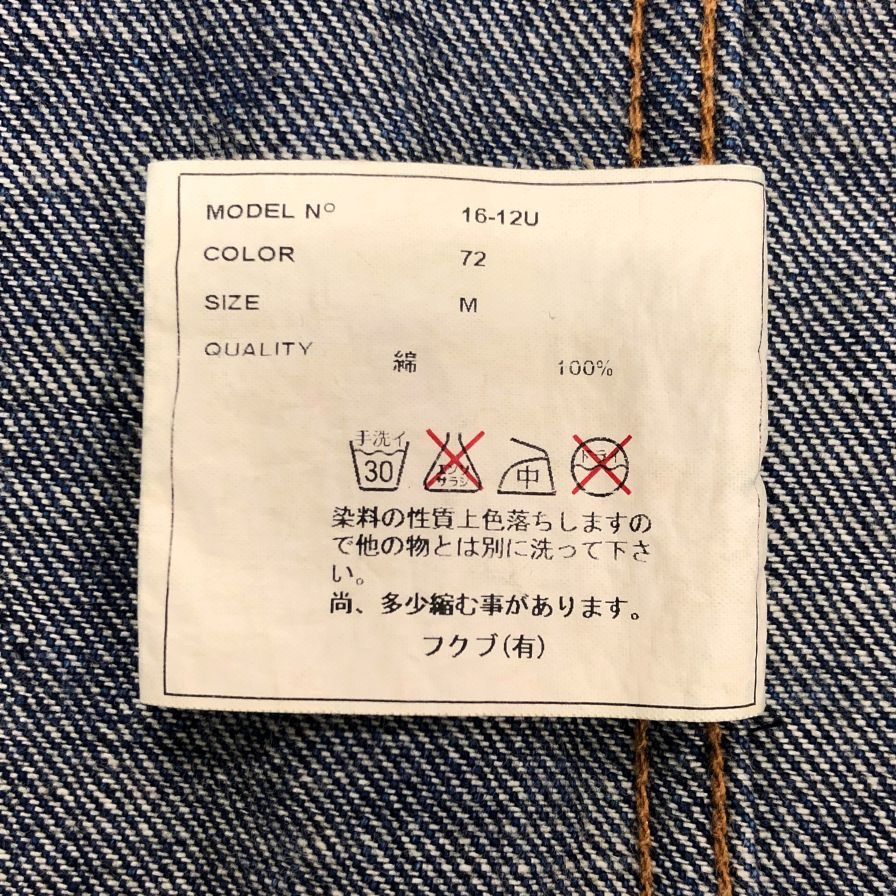 MODEL Nº 16-12U
COLOR 72
SIZE M
QUALITY 綿 100%
手洗イ
30
エンソ
サラシ
中
ドライ
染料の性質上色落ちしますの
で他の物とは別に洗って下さ
い。
尚、多少縮む事があります。
フクブ(有)